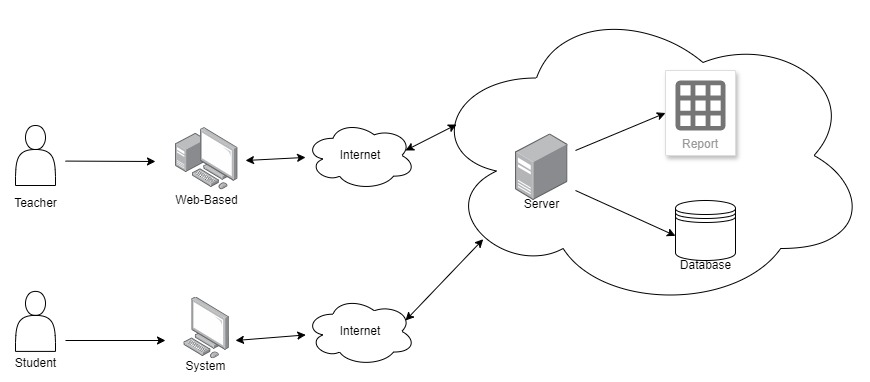 Teacher
Web-Based
Internet
Server
Report
Database
Student
System
Internet